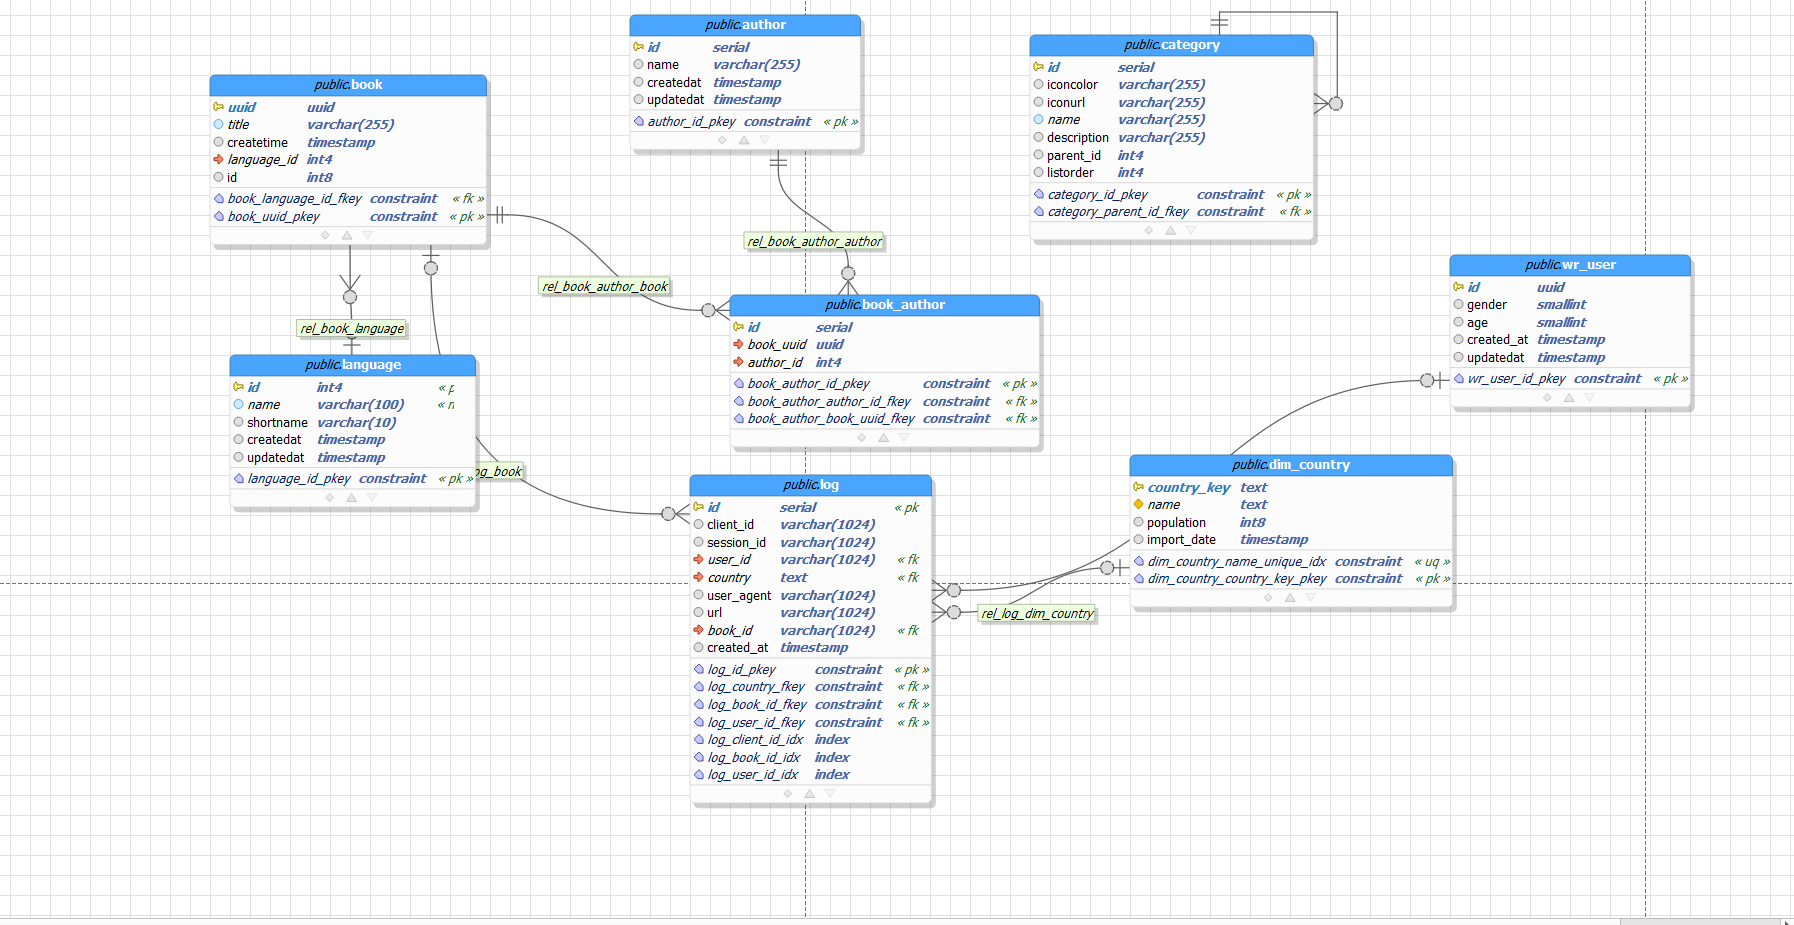 public.author
id serial
name varchar(255)
createdat timestamp
updatedat timestamp
author_id_pkey constraint « pk »
public.category
id serial
iconcolor varchar(255)
iconurl varchar(255)
name varchar(255)
description varchar(255)
parent_id int4
listorder int4
category_id_pkey constraint « pk »
category_parent_id_fkey constraint « fk »
public.book
uuid uuid
title varchar(255)
createtime timestamp
language_id int4
id int8
book_language_id_fkey constraint « fk »
book_uuid_pkey constraint « pk »
rel_book_author_author
rel_book_author_book
rel_book_language
public.wr_user
id uuid
gender smallint
age smallint
created_at timestamp
updatedat timestamp
wr_user_id_pkey constraint « pk »
public.book_author
id serial
book_uuid uuid
author_id int4
book_author_id_pkey constraint « pk »
book_author_author_id_fkey constraint « fk »
book_author_book_uuid_fkey constraint « fk »
public.language
id int4 « p
name varchar(100) « n
shortname varchar(10)
createdat timestamp
updatedat timestamp
language_id_pkey constraint « pk »
og_book
public.log
id serial « pk
client_id varchar(1024)
session_id varchar(1024)
user_id varchar(1024) « fk
country text « fk
user_agent varchar(1024)
url varchar(1024)
book_id varchar(1024) « fk
created_at timestamp
log_id_pkey constraint « pk »
log_country_fkey constraint « fk »
log_book_id_fkey constraint « fk »
log_user_id_fkey constraint « fk »
log_client_id_idx index
log_book_id_idx index
log_user_id_idx index
public.dim_country
country_key text
name text
population int8
import_date timestamp
dim_country_name_unique_idx constraint « uq »
dim_country_country_key_pkey constraint « pk »
rel_log_dim_country